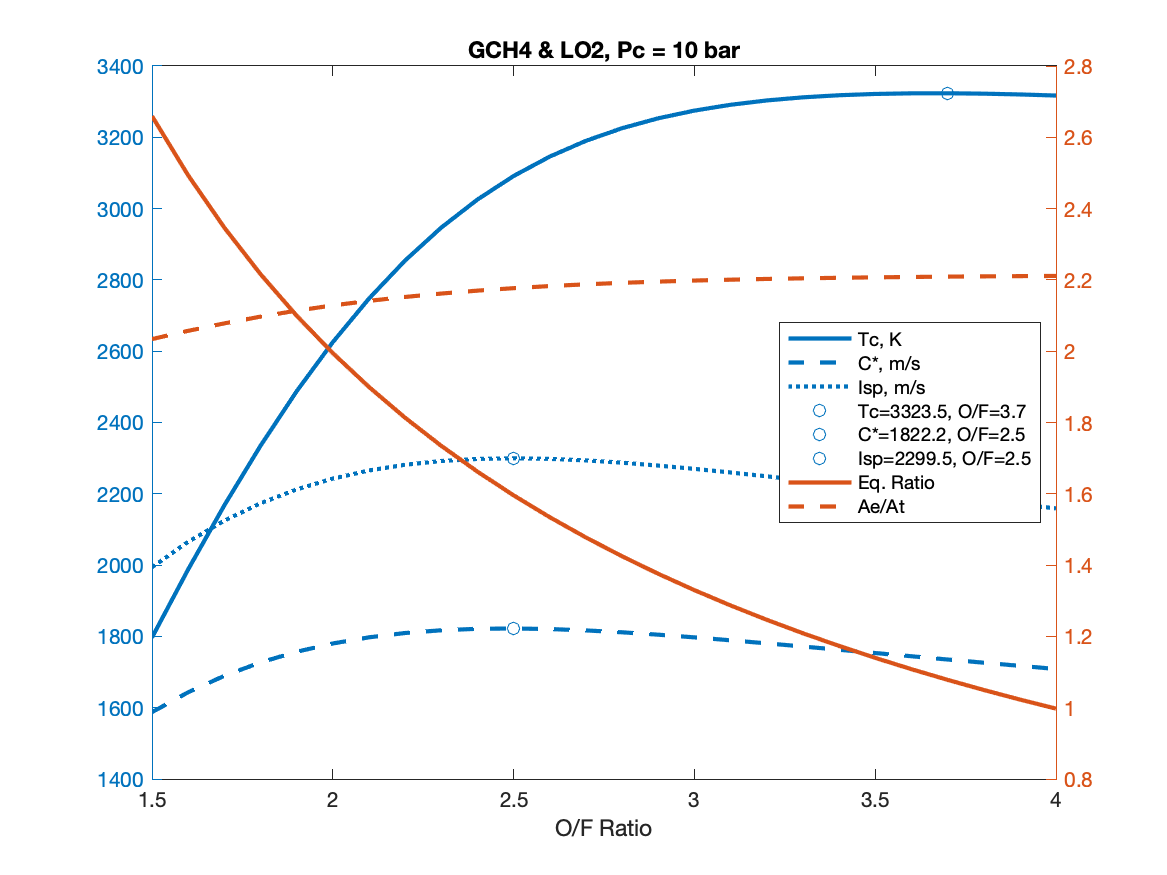 GCH4 & LO2, Pc = 10 bar
3400
3200
3000
2800
2600
2400
2200
2000
1800
1600
1400
2.8
2.6
2.4
2.2
2
1.8
1.6
1.4
1.2
1
0.8
Tc, K
C*, m/s
Isp, m/s
Tc=3323.5, O/F=3.7
C*=1822.2, O/F=2.5
Isp=2299.5, O/F=2.5
Eq. Ratio
Ae/At
1.5 2 2.5 3 3.5 4
O/F Ratio